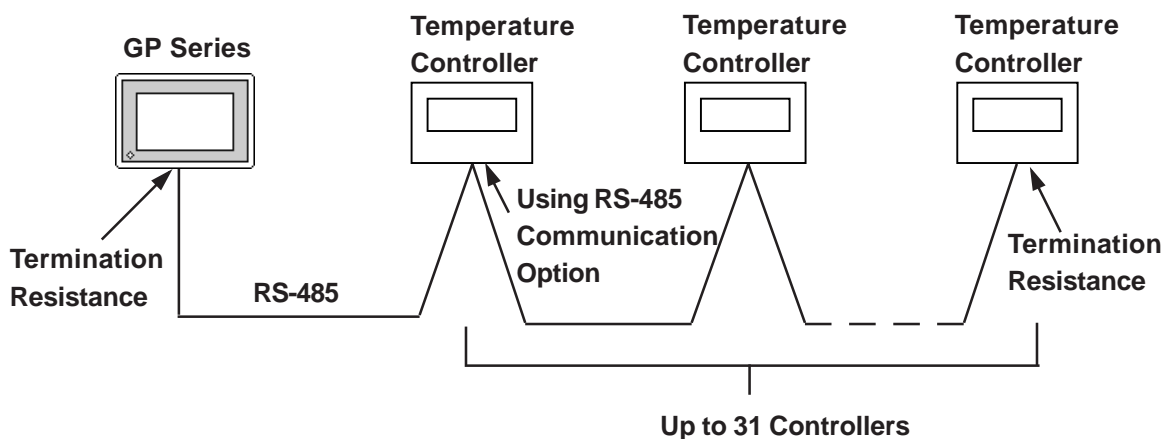 GP Series
Temperature
Controller
Temperature
Controller
Temperature
Controller
Termination
Resistance
RS-485
Using RS-485
Communication
Option
Termination
Resistance
Up to 31 Controllers